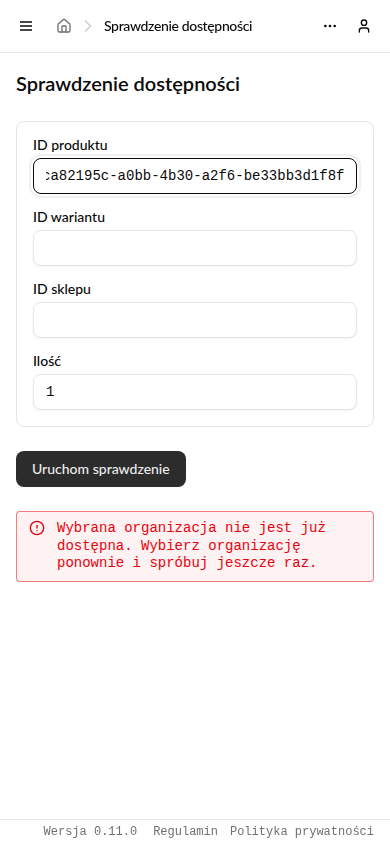 Sprawdzenie dostępności
Sprawdzenie dostępności
ID produktu
ca82195c-a0bb-4b30-a2f6-be33bb3d1f8f
ID wariantu
ID sklepu
Ilość
1
Uruchom sprawdzenie
Wybrana organizacja nie jest już
dostępna. Wybierz organizację
ponownie i spróbuj jeszcze raz.
Wersja 0.11.0 Regulamin Polityka prywatności